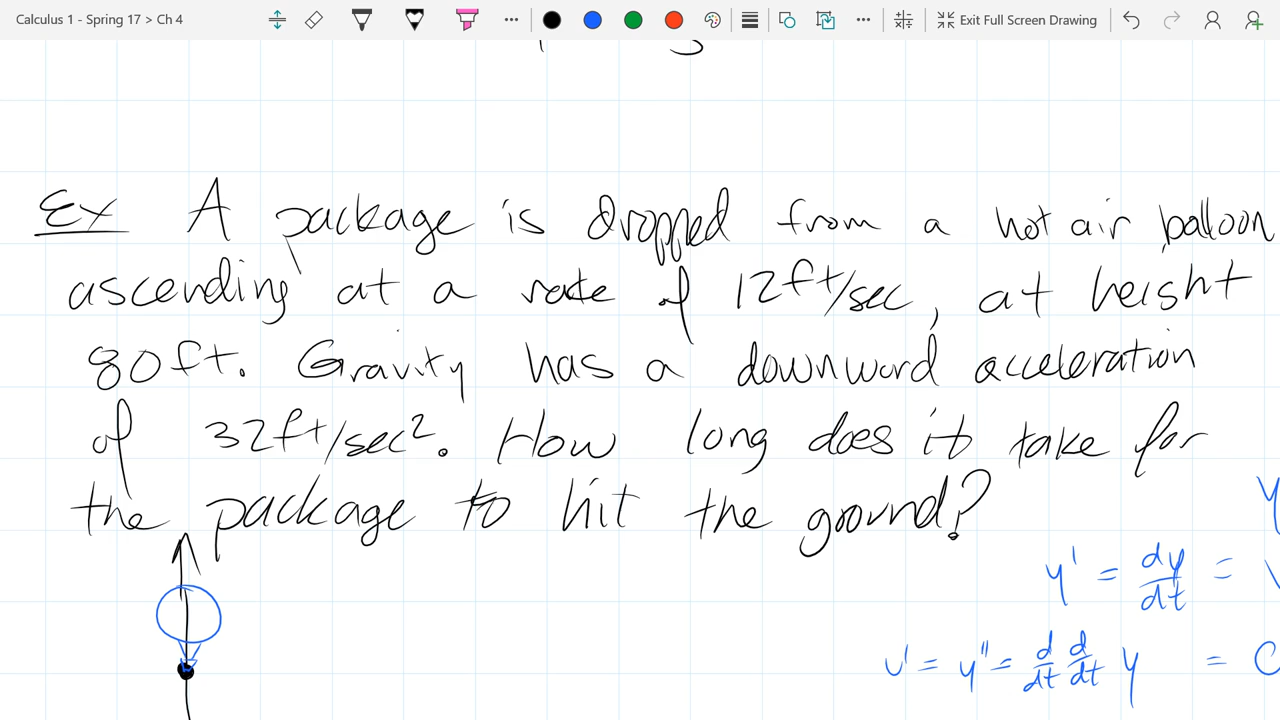 Calculus 1 - Spring 17 > Ch 4
Exit Full Screen Drawing
Ex A package is dropped from a hot air balloon
ascending at a rate of 12ft/sec, at height
80ft. Gravity has a downward acceleration
of 32ft/sec². How long does it take for
the package to hit the ground?
y
y' = dy/dt =
v' = y'' = d/dt d/dt y =